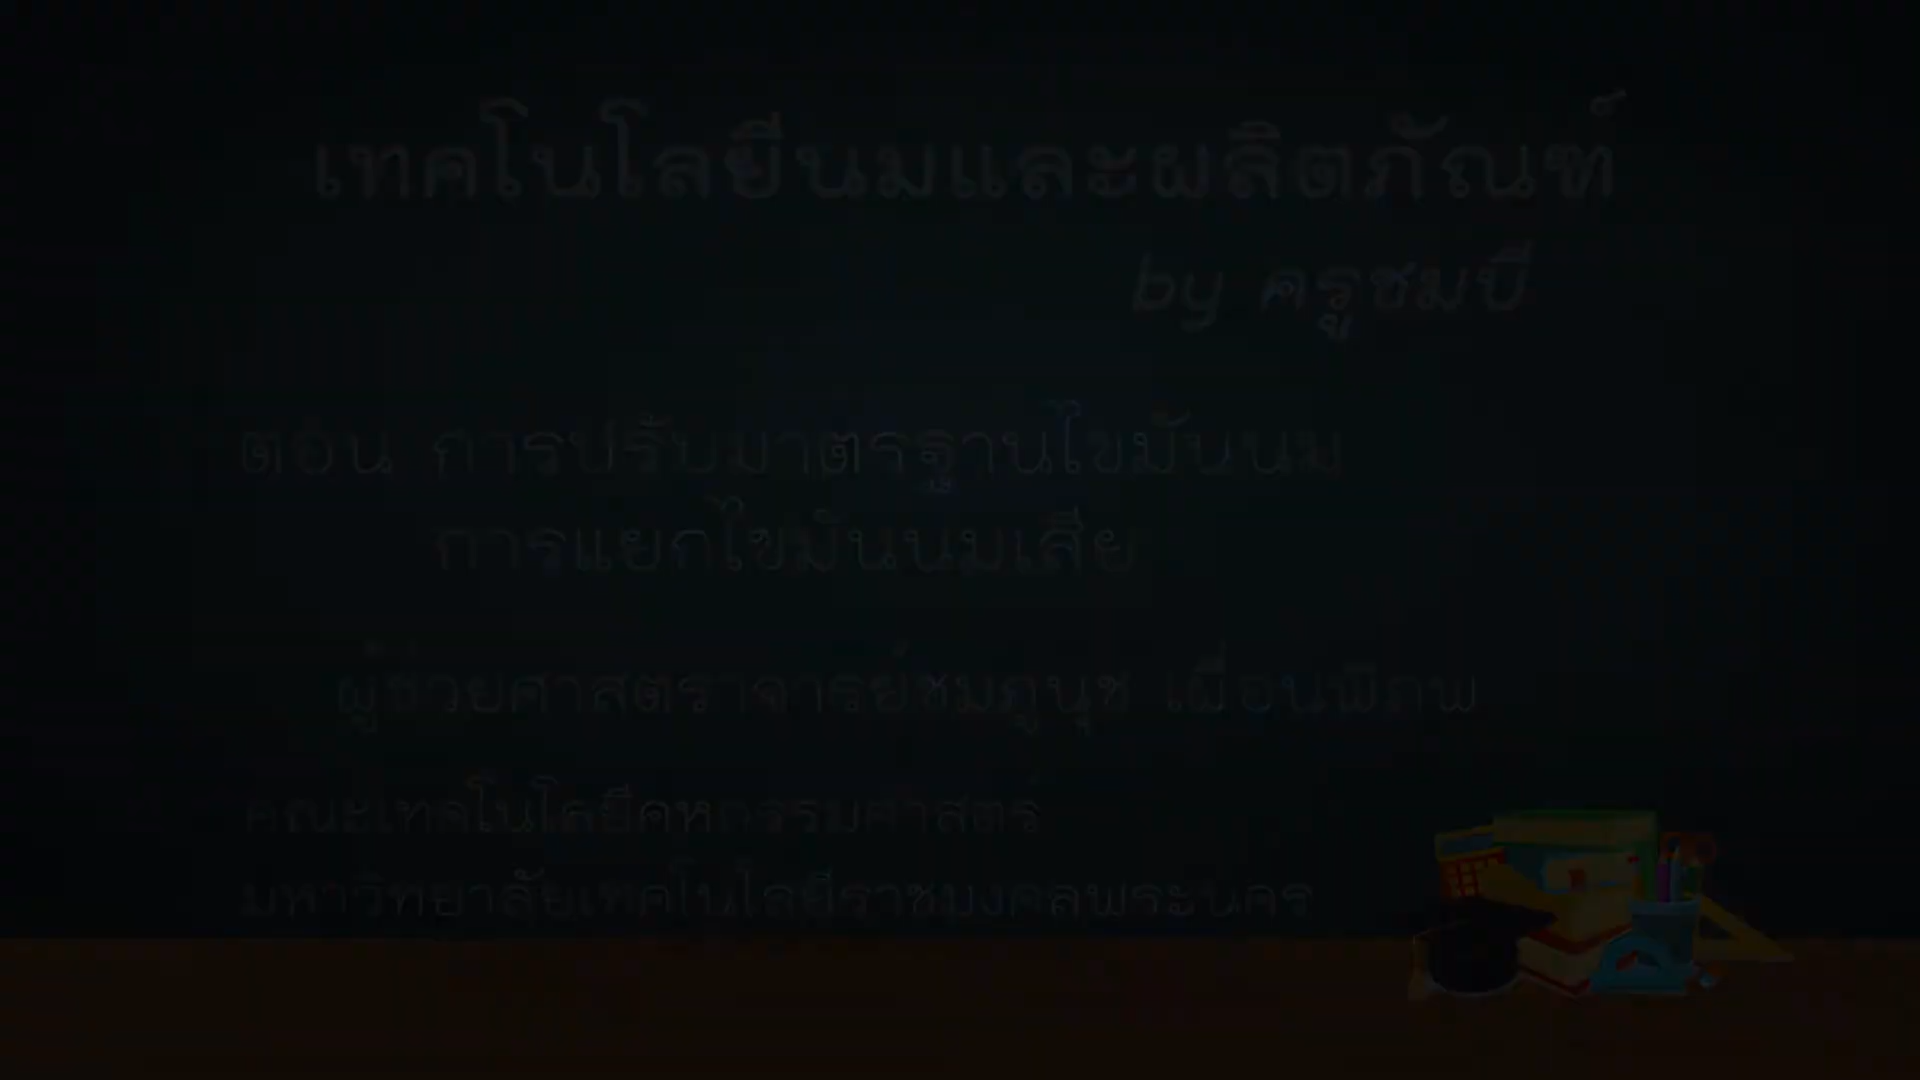 เทคโนโลยีนมและผลิตภัณฑ์
by ครูชมบี
ตอน การปรับมาตรฐานไขมันนม
การแยกไขมันนมเสีย
ผู้ช่วยศาสตราจารย์ชมภูนุช เผื่อนพิภพ
คณะเทคโนโลยีคหกรรมศาสตร์
มหาวิทยาลัยเทคโนโลยีราชมงคลพระนคร